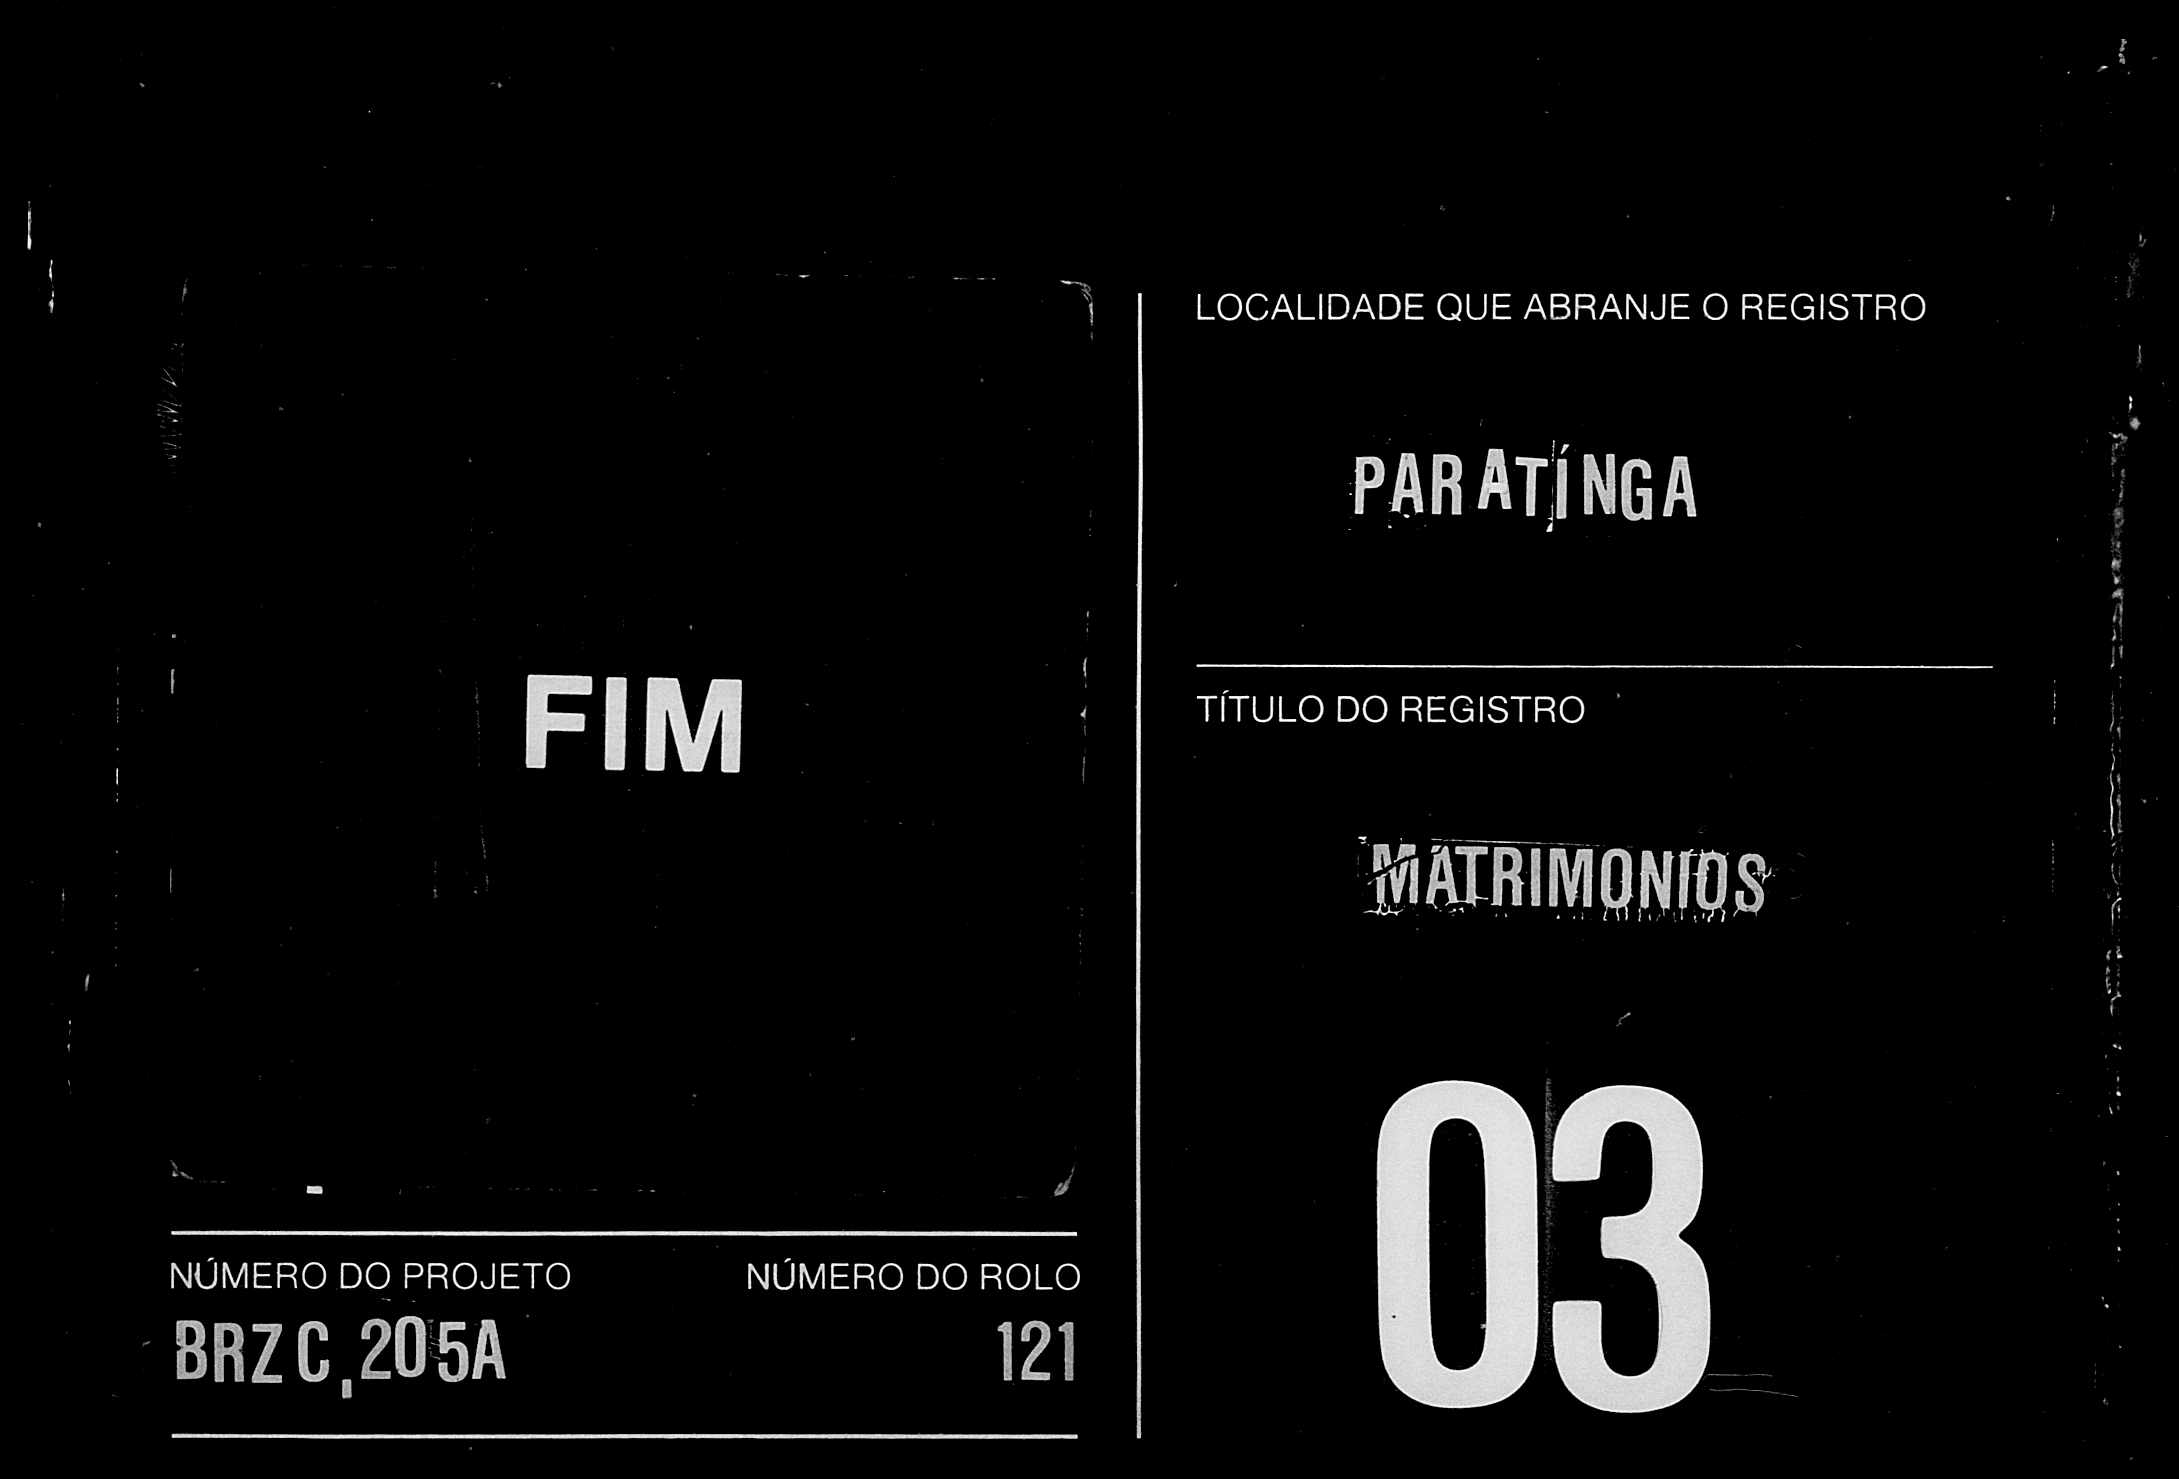 FIM
NÚMERO DO PROJETO
BRZ C,205A
NÚMERO DO ROLO
121
LOCALIDADE QUE ABRANJE O REGISTRO
PARATÍNGA
TÍTULO DO REGISTRO
MATRIMONIOS
03